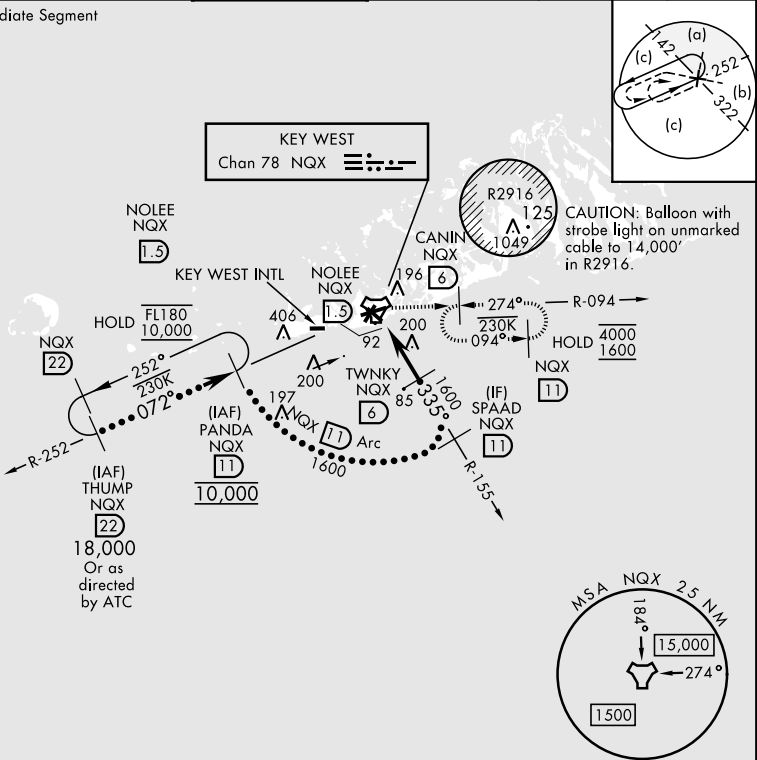 diate Segment
142
(a)
(c)
252
(b)
322
(c)
KEY WEST
Chan 78 NQX
NOLEE
NQX
1.5
R2916
125
1049
CAUTION: Balloon with
strobe light on unmarked
cable to 14,000'
in R2916.
CANIN
NQX
6
196
KEY WEST INTL
NOLEE
NQX
1.5
HOLD
FL180
10,000
406
274°
R-094
230K
094°
HOLD
4000
1600
NQX
22
252°
230K
072°
92
200
200
NQX
11
TWNKY
NQX
6
85
1600
335°
(IF)
SPAAD
NQX
11
197
(IAF)
PANDA
NQX
11
10,000
NQX 11 Arc
1600
R-252
R-155
(IAF)
THUMP
NQX
22
18,000
Or as
directed
by ATC
MSA NQX 25 NM
184°
15,000
274°
1500